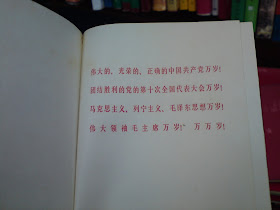 伟大的、光荣的、正确的中国共产党万岁!
团结胜利的党的第十次全国代表大会万岁!
马克思主义、列宁主义、毛泽东思想万岁!
伟大领袖毛主席万岁! 万万岁!